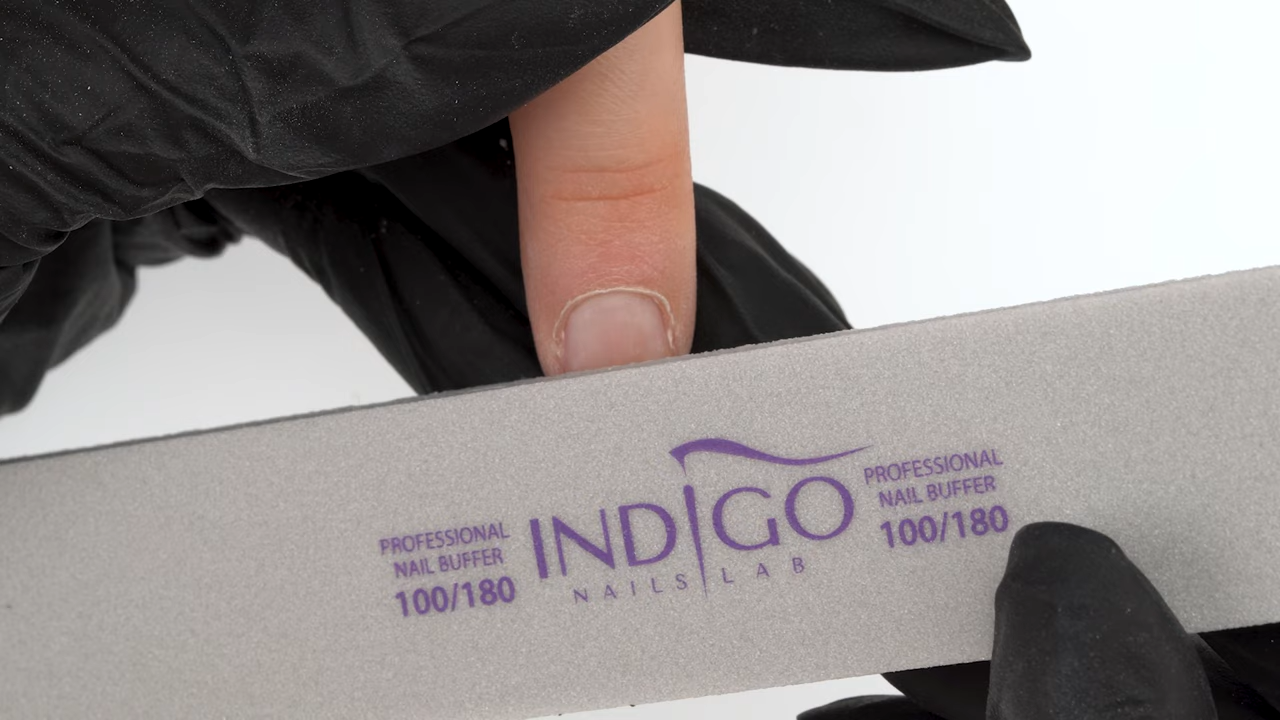 PROFESSIONAL
NAIL BUFFER
100/180
INDIGO
NAILS LAB
PROFESSIONAL
NAIL BUFFER
100/180